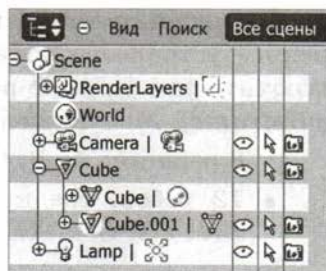 Вид Поиск Все сцены
Scene
RenderLayers |
World
Camera |
Cube
Cube |
Cube.001 |
Lamp |